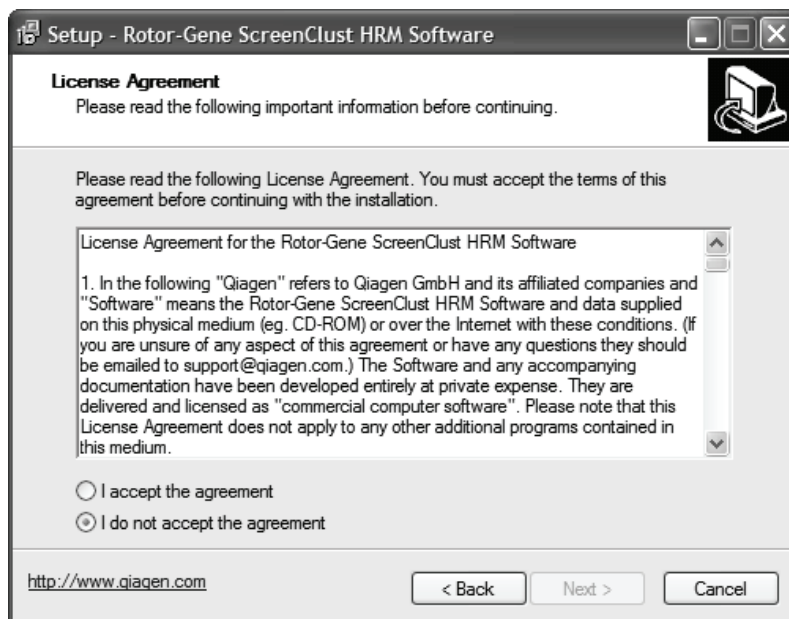 Setup - Rotor-Gene ScreenClust HRM Software
License Agreement
Please read the following important information before continuing.
Please read the following License Agreement. You must accept the terms of this
agreement before continuing with the installation.
License Agreement for the Rotor-Gene ScreenClust HRM Software
1. In the following "Qiagen" refers to Qiagen GmbH and its affiliated companies and
"Software" means the Rotor-Gene ScreenClust HRM Software and data supplied
on this physical medium (eg. CD-ROM) or over the Internet with these conditions. (If
you are unsure of any aspect of this agreement or have any questions they should
be emailed to support@qiagen.com.) The Software and any accompanying
documentation have been developed entirely at private expense. They are
delivered and licensed as "commercial computer software". Please note that this
License Agreement does not apply to any other additional programs contained in
this medium.
I accept the agreement
I do not accept the agreement
http://www.qiagen.com
< Back
Next >
Cancel